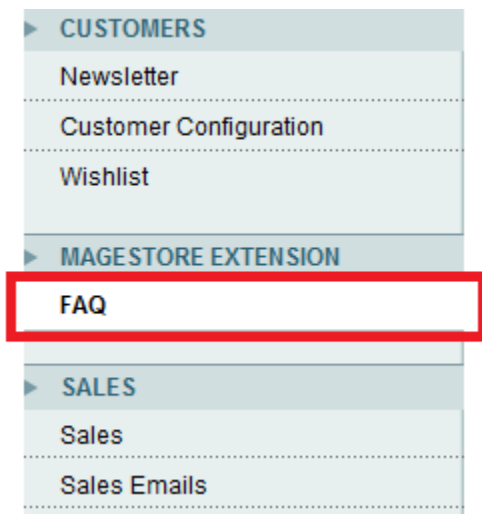 CUSTOMERS
Newsletter
Customer Configuration
Wishlist
MAGESTORE EXTENSION
FAQ
SALES
Sales
Sales Emails